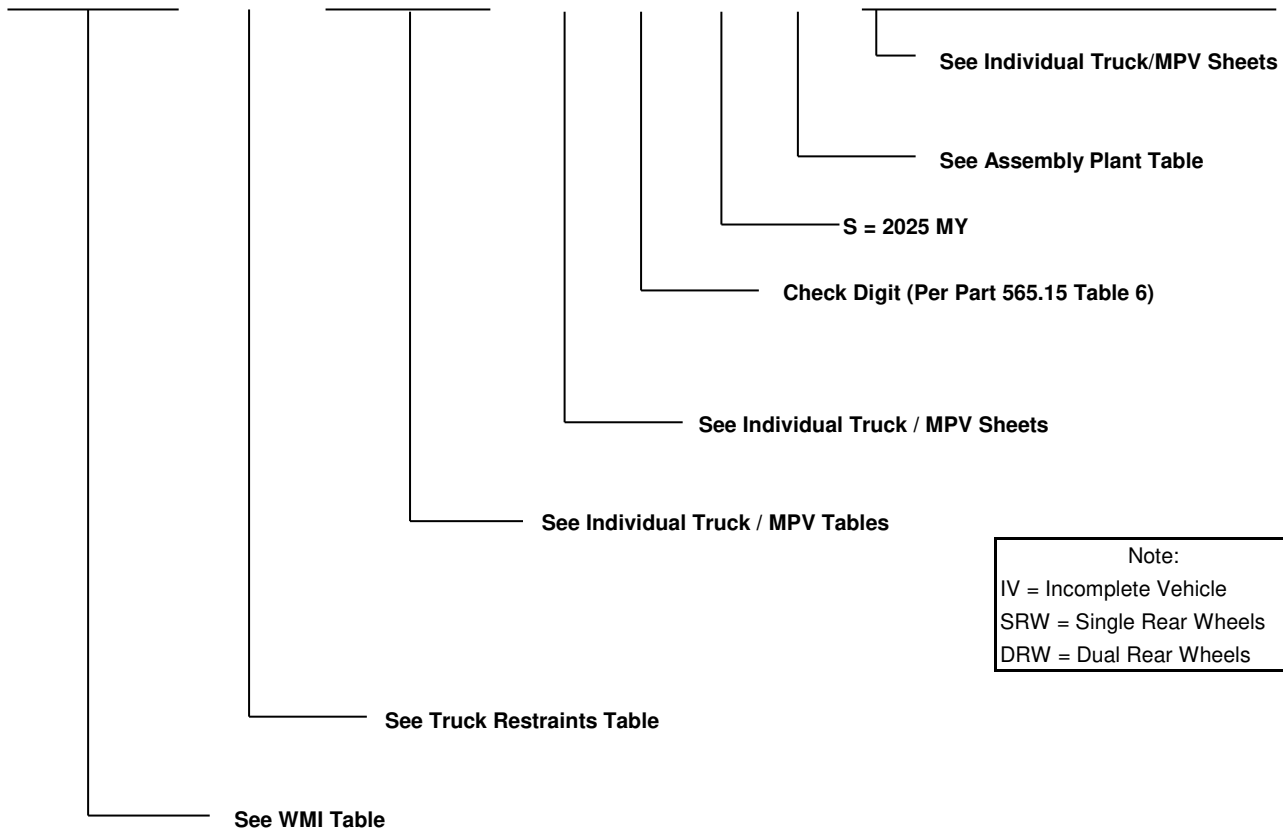 See Individual Truck/MPV Sheets
See Assembly Plant Table
S = 2025 MY
Check Digit (Per Part 565.15 Table 6)
See Individual Truck / MPV Sheets
See Individual Truck / MPV Tables
Note:
IV = Incomplete Vehicle
SRW = Single Rear Wheels
DRW = Dual Rear Wheels
See Truck Restraints Table
See WMI Table